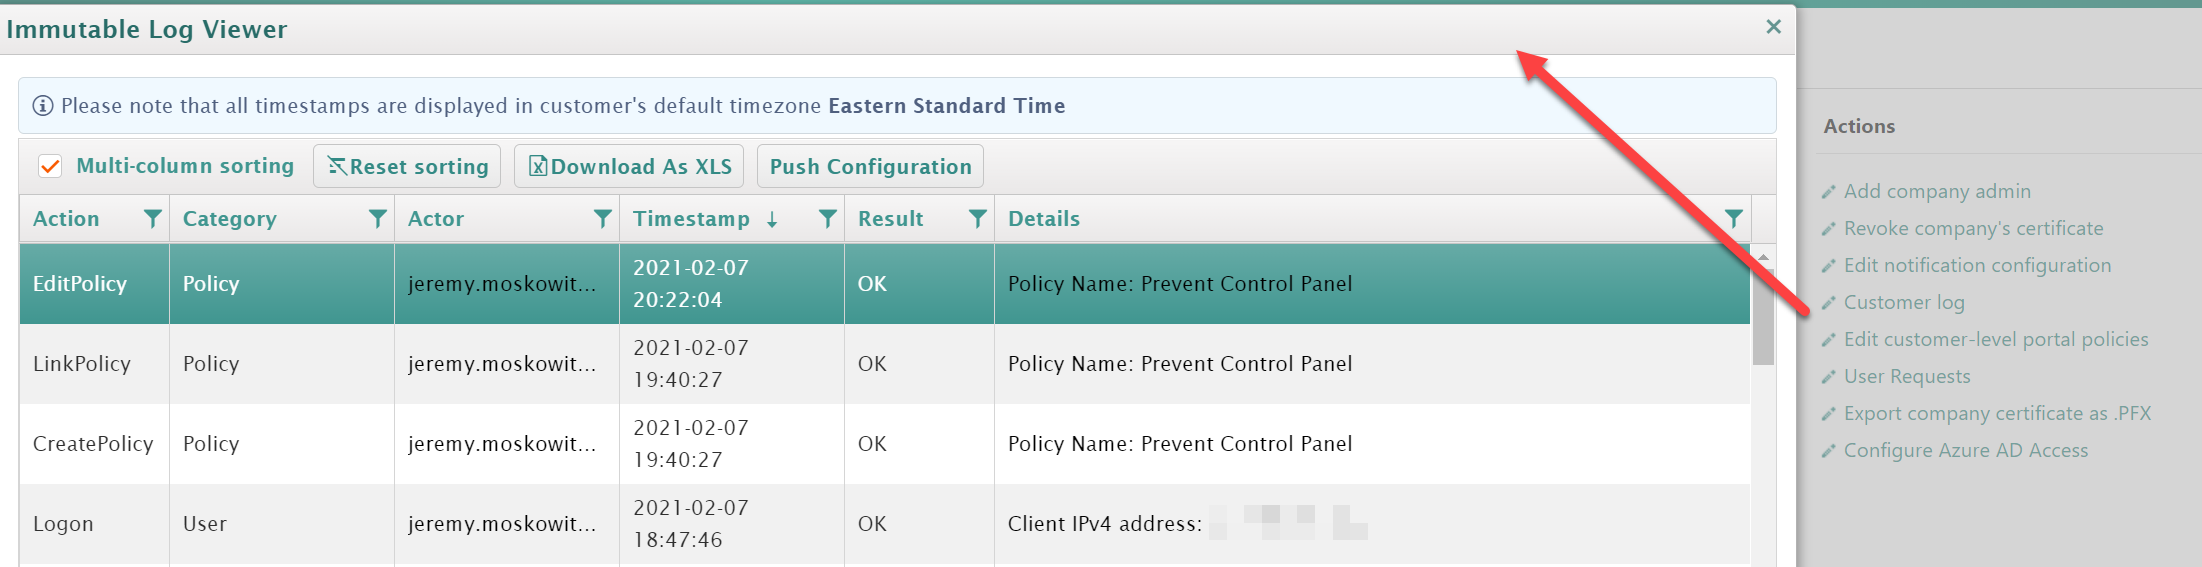 Immutable Log Viewer
Please note that all timestamps are displayed in customer's default timezone Eastern Standard Time
Multi-column sorting Reset sorting Download As XLS Push Configuration
Action Category Actor Timestamp Result Details
EditPolicy Policy jeremy.moskowit... 2021-02-07 20:22:04 OK Policy Name: Prevent Control Panel
LinkPolicy Policy jeremy.moskowit... 2021-02-07 19:40:27 OK Policy Name: Prevent Control Panel
CreatePolicy Policy jeremy.moskowit... 2021-02-07 19:40:27 OK Policy Name: Prevent Control Panel
Logon User jeremy.moskowit... 2021-02-07 18:47:46 OK Client IPv4 address:
Actions
Add company admin
Revoke company's certificate
Edit notification configuration
Customer log
Edit customer-level portal policies
User Requests
Export company certificate as .PFX
Configure Azure AD Access